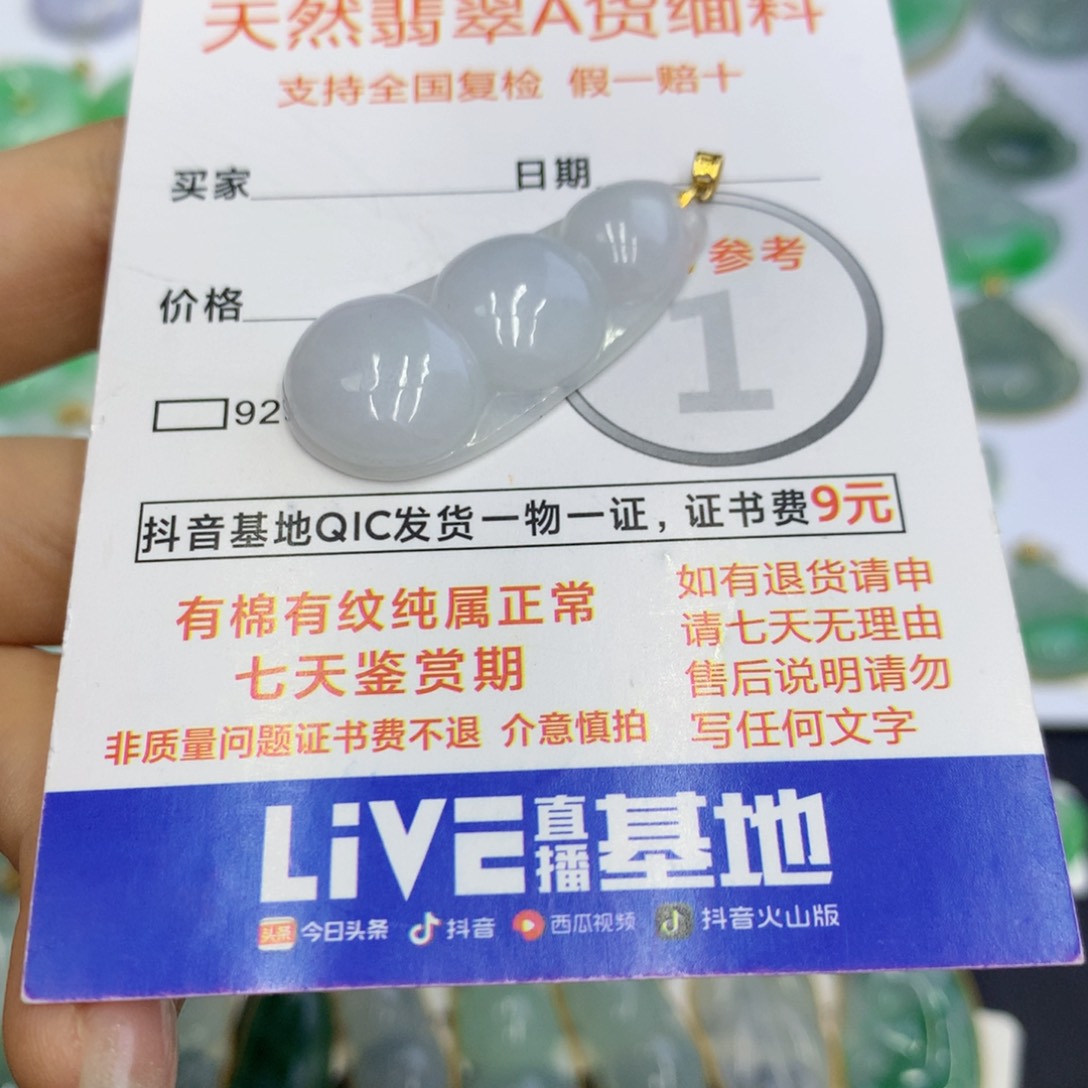 天然翡翠A货缅料
支持全国复检 假一赔十
买家 日期
价格
参考
1
92
抖音基地QIC发货一物一证，证书费9元
有棉有纹纯属正常
七天鉴赏期
非质量问题证书费不退 介意慎拍
如有退货请申
请七天无理由
售后说明请勿
写任何文字
LiVE直播基地
头条 今日头条 抖音 西瓜视频 抖音火山版